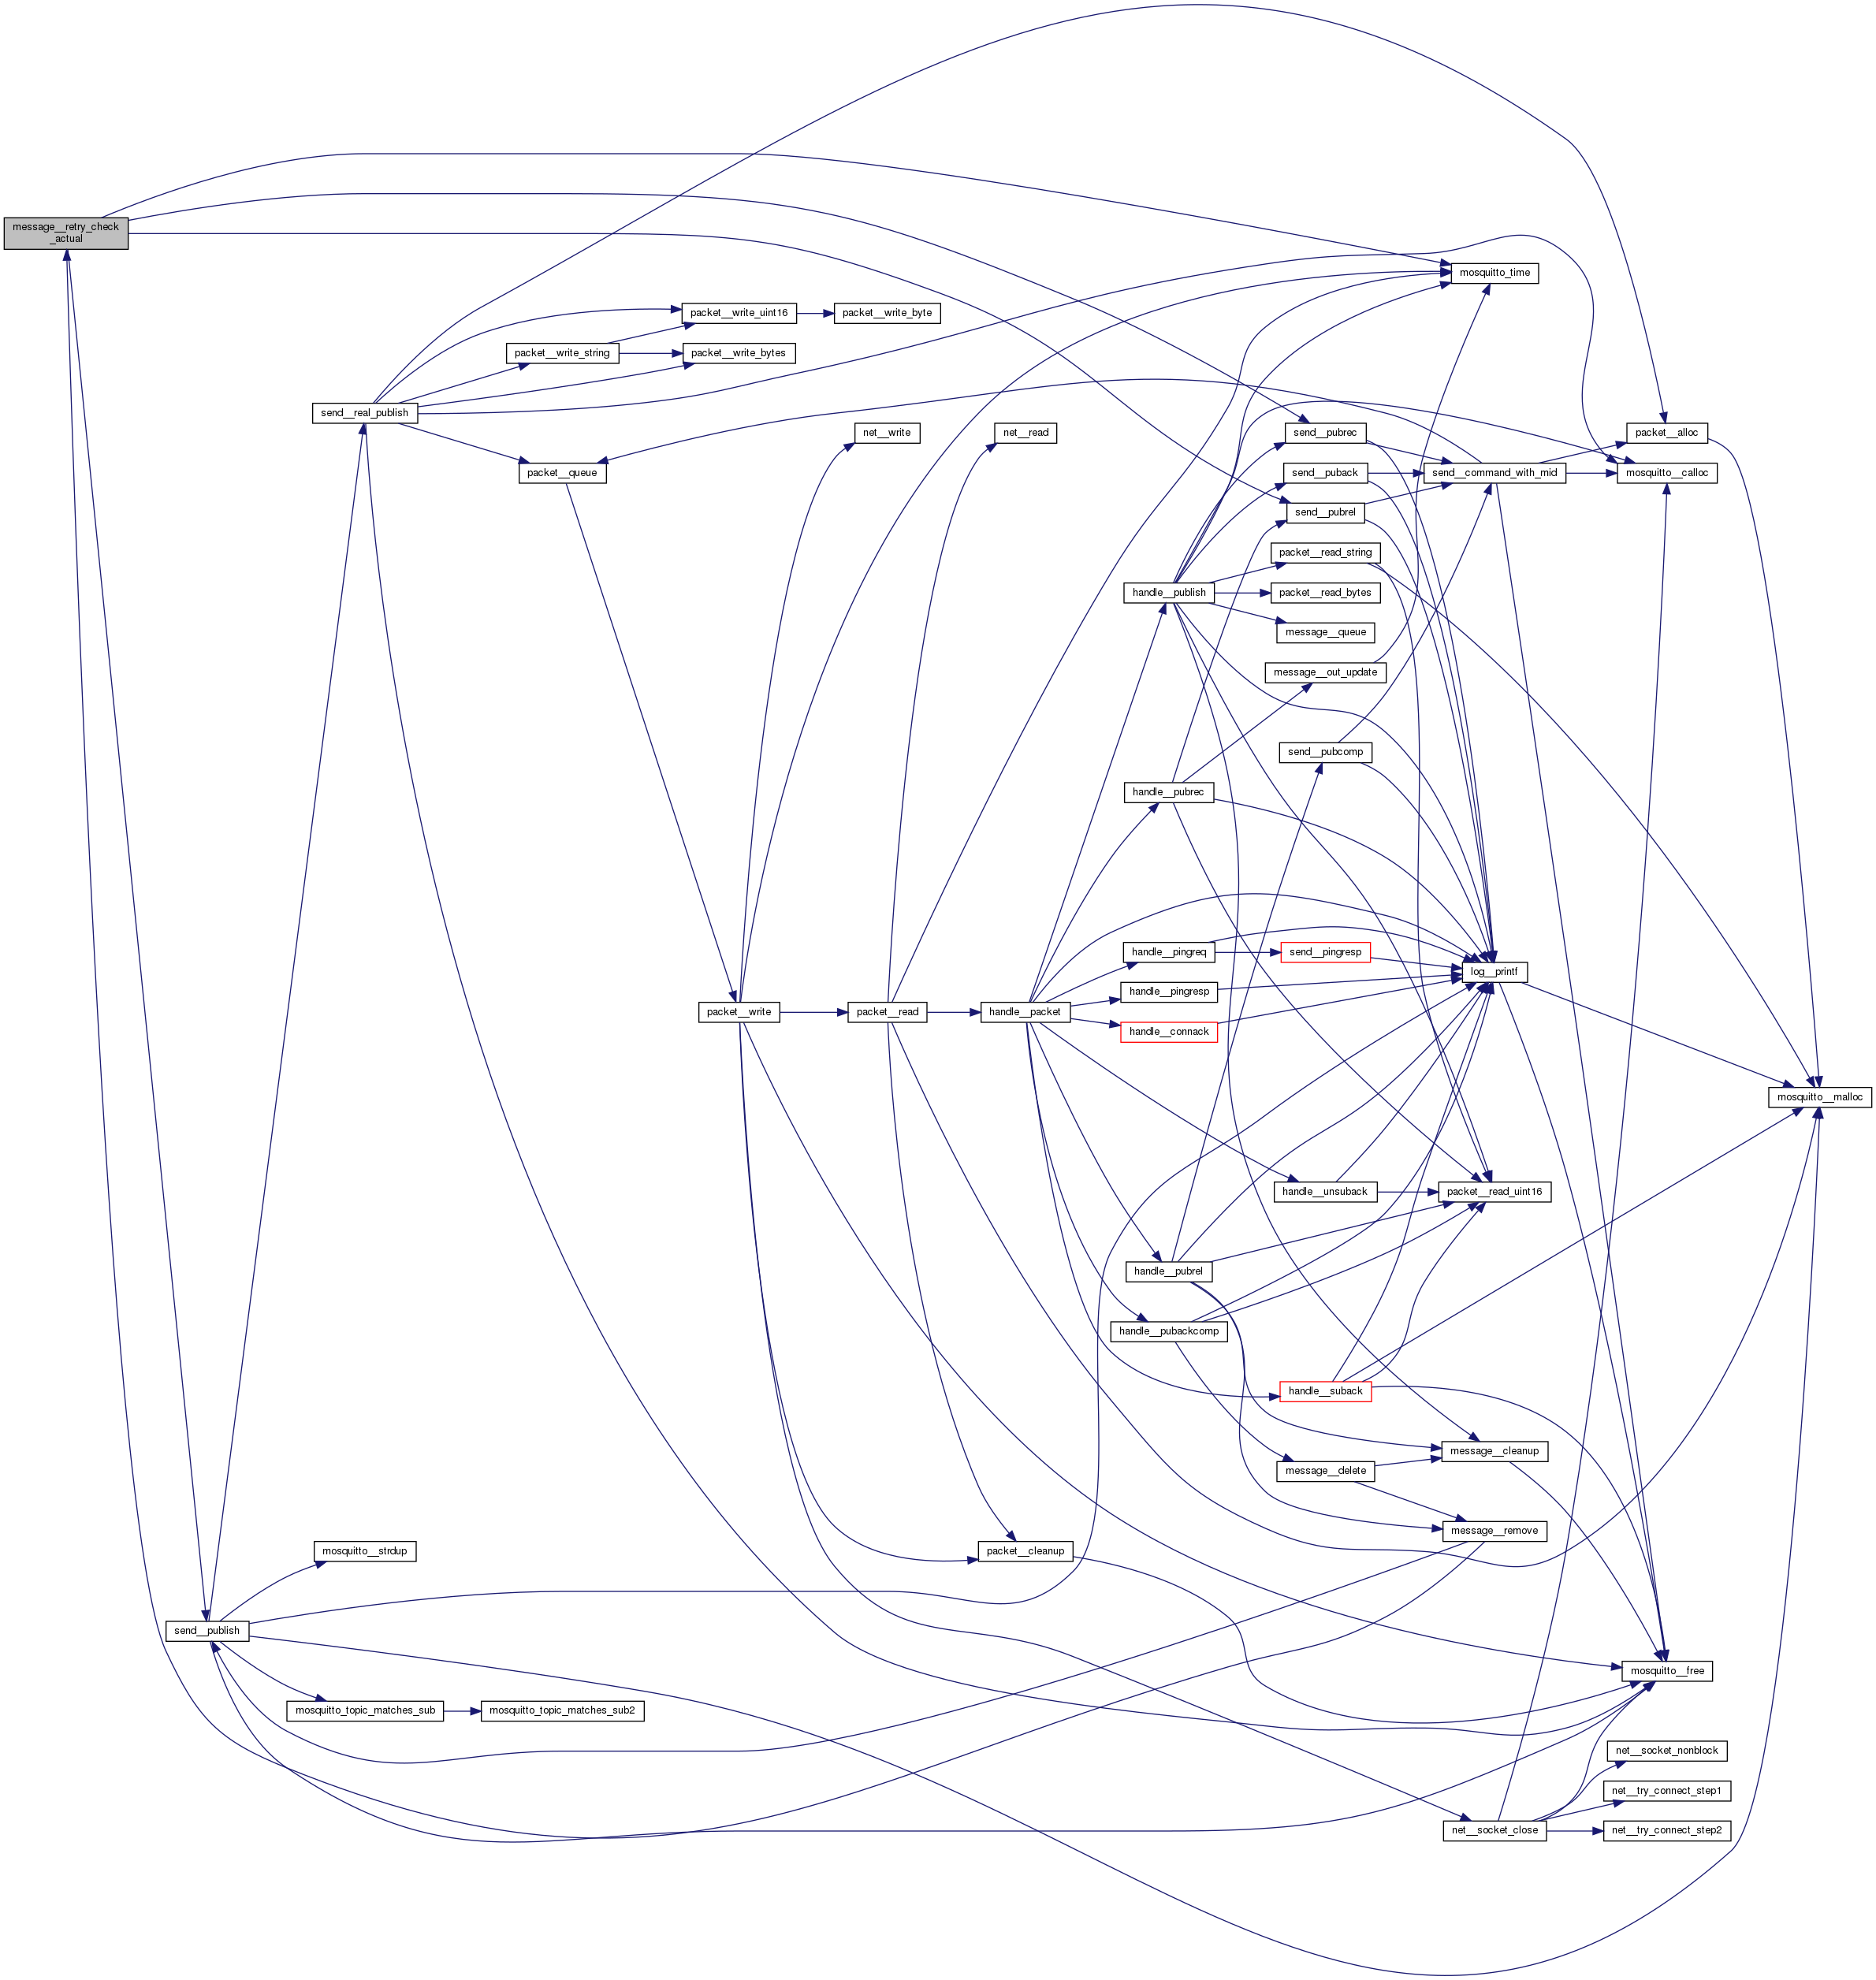 message__retry_check
_actual
mosquitto_time
packet__write_uint16
packet__write_byte
packet__write_string
packet__write_bytes
send__real_publish
net__write
net__read
send__pubrec
packet__alloc
packet__queue
send__puback
send__command_with_mid
mosquitto__calloc
send__pubrel
packet__read_string
handle__publish
packet__read_bytes
message__queue
message__out_update
send__pubcomp
handle__pubrec
handle__pingreq
send__pingresp
log__printf
handle__pingresp
packet__write
packet__read
handle__packet
handle__connack
mosquitto__malloc
handle__unsuback
packet__read_uint16
handle__pubrel
handle__pubackcomp
handle__suback
message__cleanup
message__delete
message__remove
mosquitto__strdup
packet__cleanup
send__publish
mosquitto__free
mosquitto_topic_matches_sub
mosquitto_topic_matches_sub2
net__socket_nonblock
net__try_connect_step1
net__socket_close
net__try_connect_step2